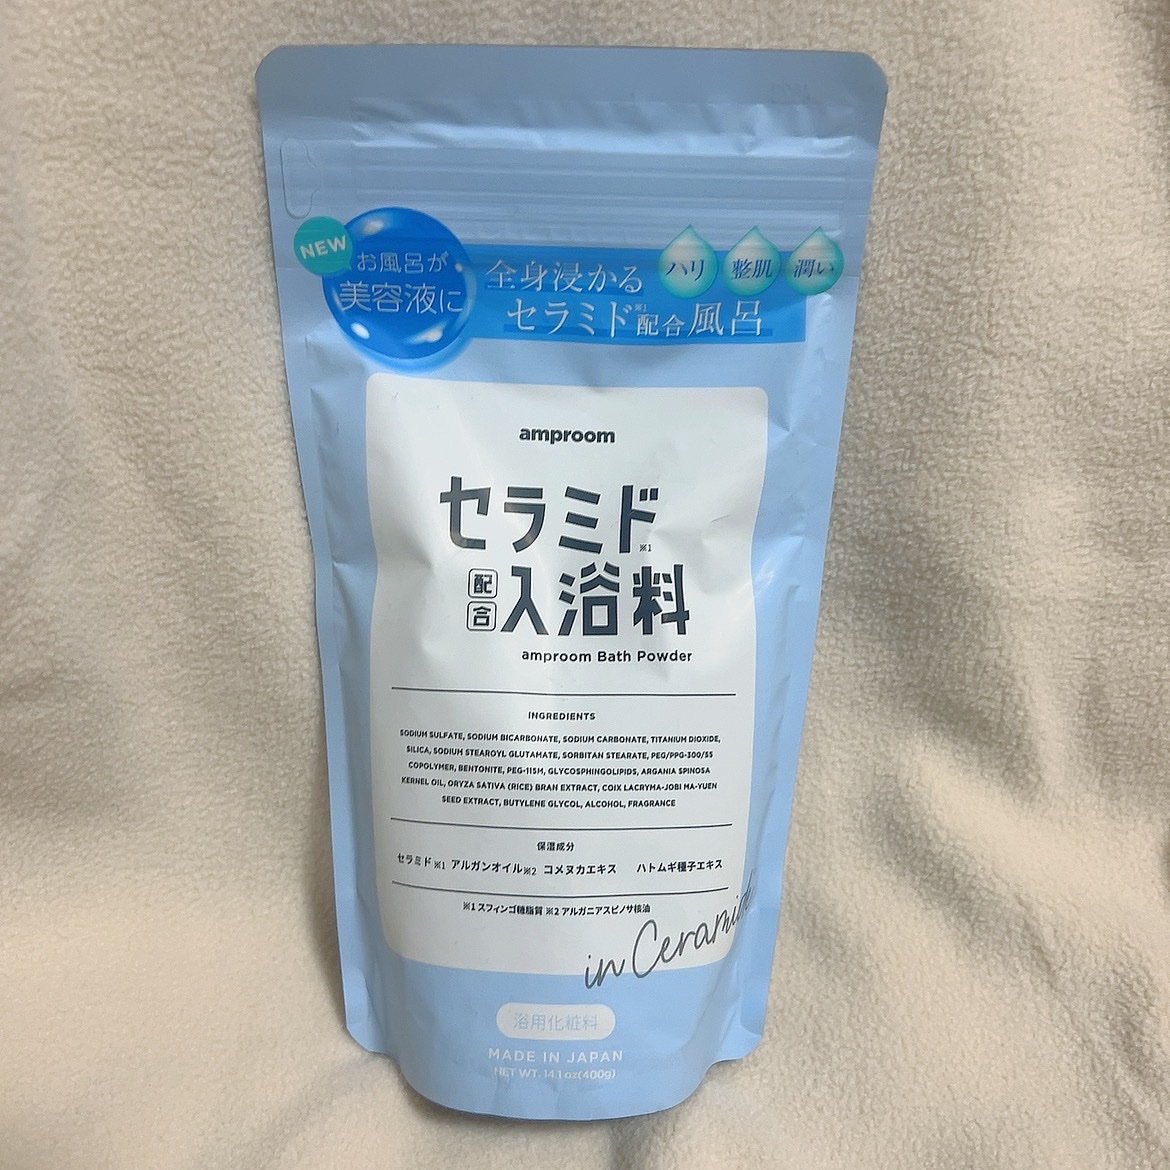 NEW
お風呂が
美容液に
全身浸かる
セラミド※1配合風呂
ハリ
整肌
潤い
amproom
セラミド※1
配合入浴料
amproom Bath Powder
INGREDIENTS
SODIUM SULFATE, SODIUM BICARBONATE, SODIUM CARBONATE, TITANIUM DIOXIDE,
SILICA, SODIUM STEAROYL GLUTAMATE, SORBITAN STEARATE, PEG/PPG-300/55
COPOLYMER, BENTONITE, PEG-115M, GLYCOSPHINGOLIPIDS, ARGANIA SPINOSA
KERNEL OIL, ORYZA SATIVA (RICE) BRAN EXTRACT, COIX LACRYMA-JOBI MA-YUEN
SEED EXTRACT, BUTYLENE GLYCOL, ALCOHOL, FRAGRANCE
保湿成分
セラミド※1 アルガンオイル※2 コメヌカエキス ハトムギ種子エキス
※1 スフィンゴ糖脂質 ※2 アルガニアスピノサ核油
in Ceramide
浴用化粧料
MADE IN JAPAN
NET WT. 14.1 oz(400g)